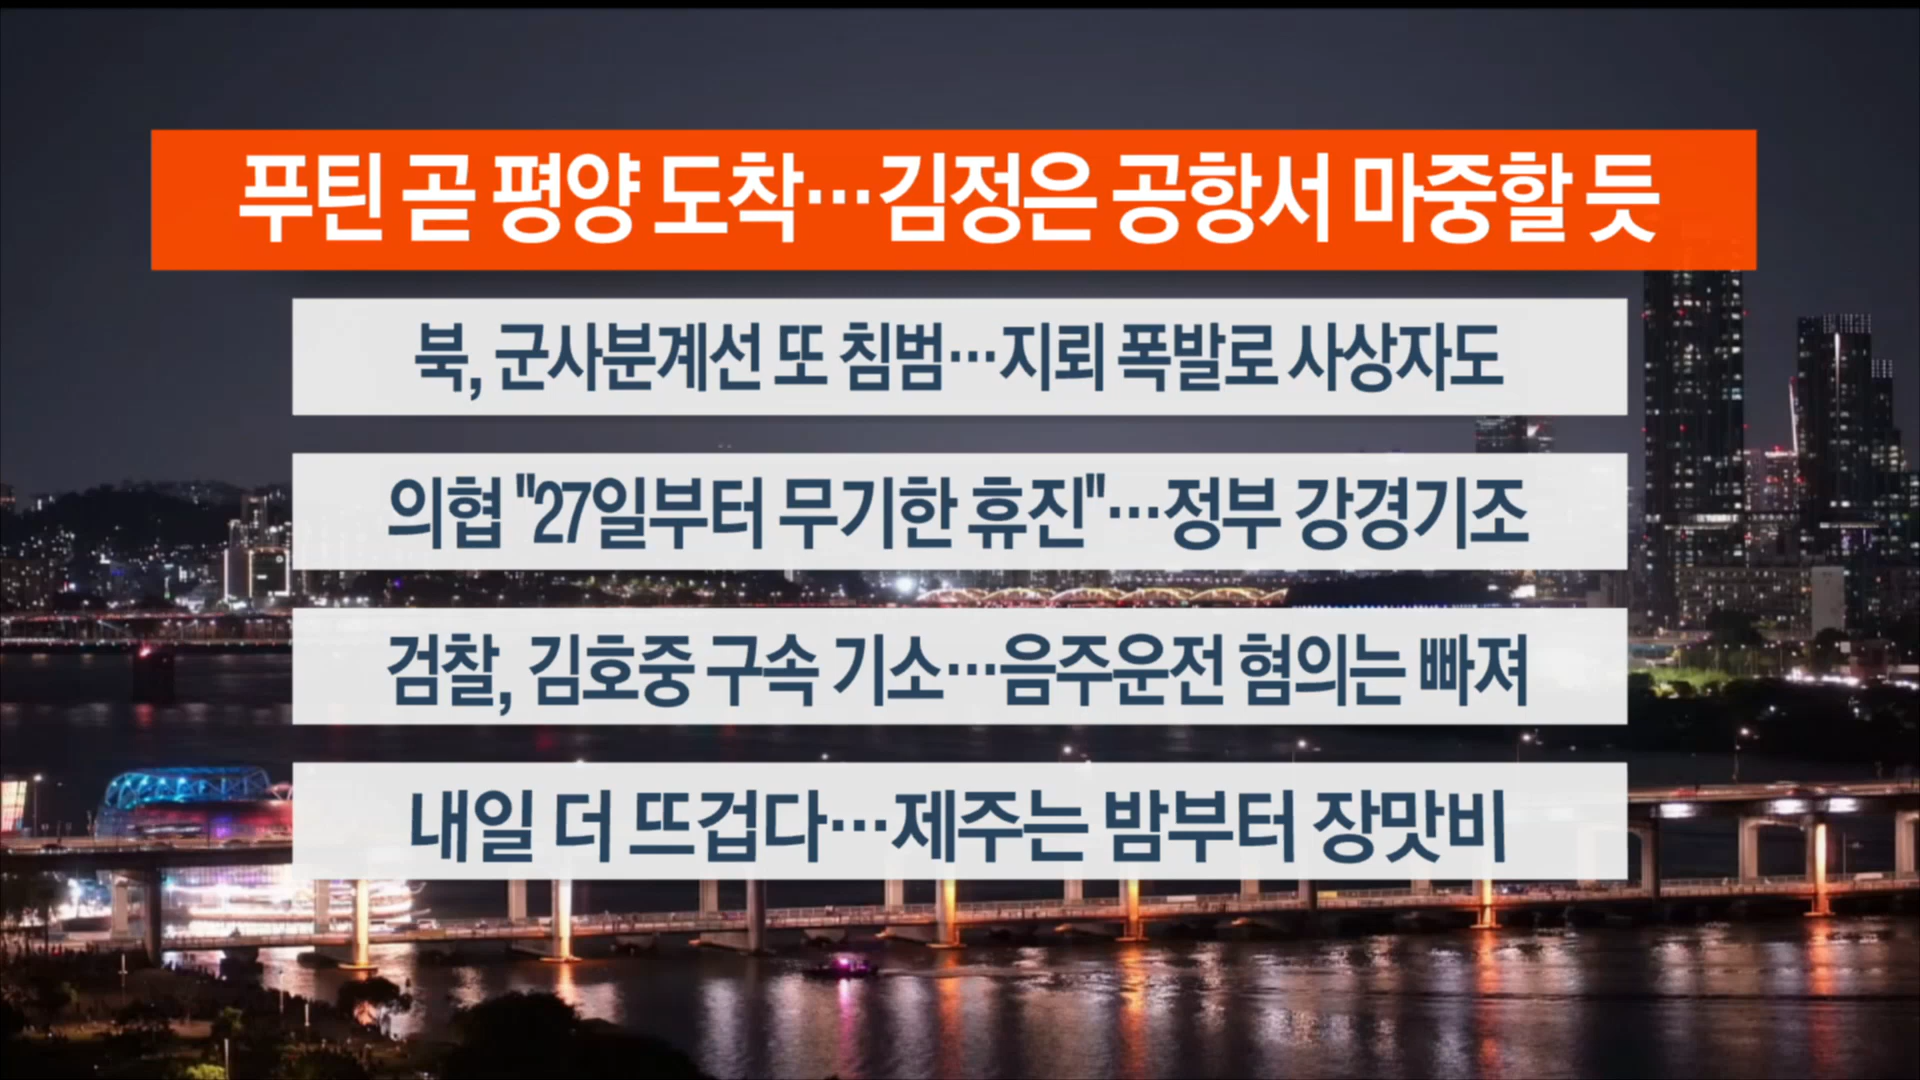 푸틴 곧 평양 도착…김정은 공항서 마중할 듯
북, 군사분계선 또 침범…지뢰 폭발로 사상자도
의협 "27일부터 무기한 휴진"…정부 강경기조
검찰, 김호중 구속 기소…음주운전 혐의는 빠져
내일 더 뜨겁다…제주는 밤부터 장맛비